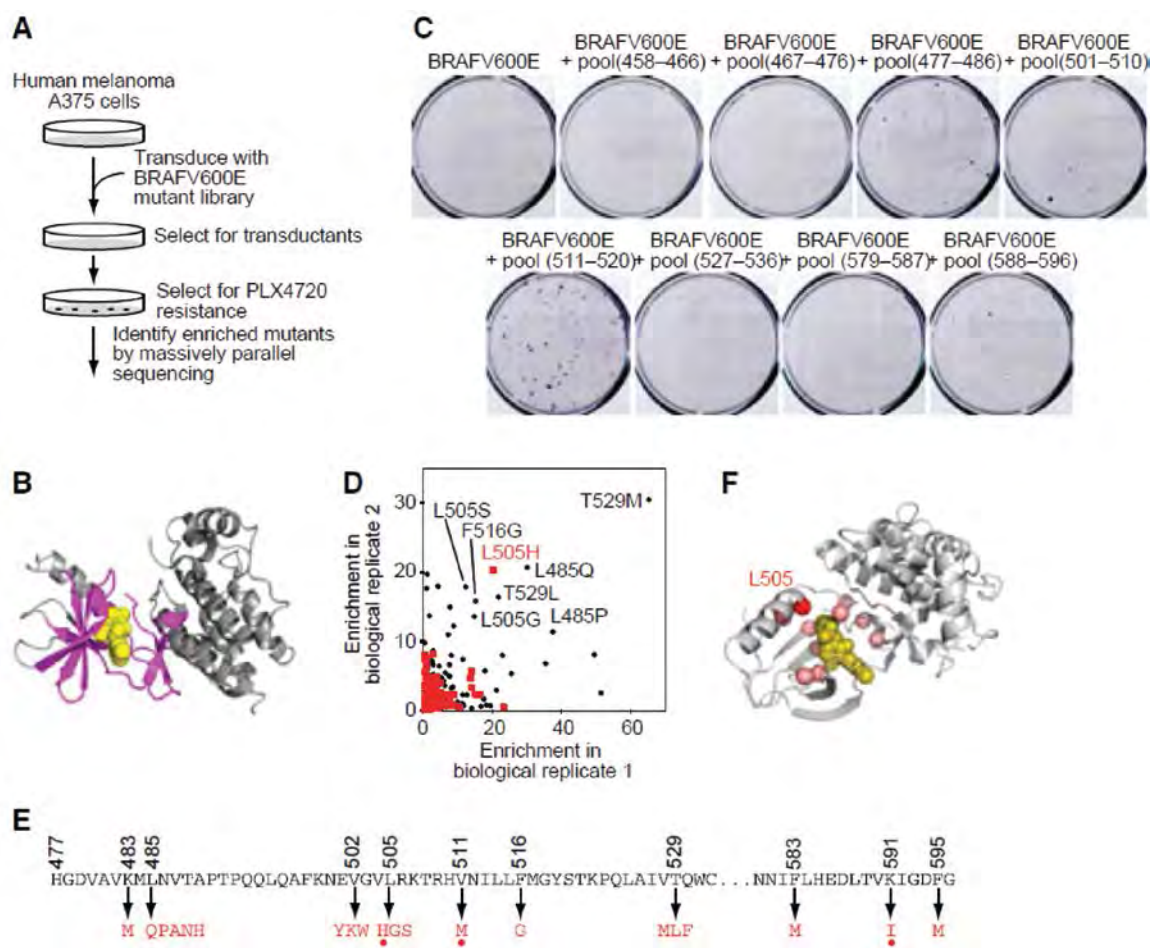 A
Human melanoma
A375 cells
Transduce with
BRAFV600E
mutant library
Select for transductants
Select for PLX4720
resistance
Identify enriched mutants
by massively parallel
sequencing
C
BRAFV600E
BRAFV600E
+ pool(458–466)
BRAFV600E
+ pool(467–476)
BRAFV600E
+ pool(477–486)
BRAFV600E
+ pool(501–510)
BRAFV600E
+ pool (511–520)
BRAFV600E
+ pool (527–536)
BRAFV600E
+ pool (579–587)
BRAFV600E
+ pool (588–596)
B
D
Enrichment in
biological replicate 2
30
20
10
0
0 20 40 60
Enrichment in
biological replicate 1
L505S
F516G
L505H
T529M
L485Q
T529L
L505G
L485P
F
L505
E
477 483 485 502 505 511 516 529 583 591 595
HGDVAVKMLNVTAPTPQQLQAFKNEVGVLRKTRHVNILLFMGYSTKPQLAIVTQWC...NNIFLHEDLTVKIGDFG
M QPANH YKW HGS M G MLF M I M